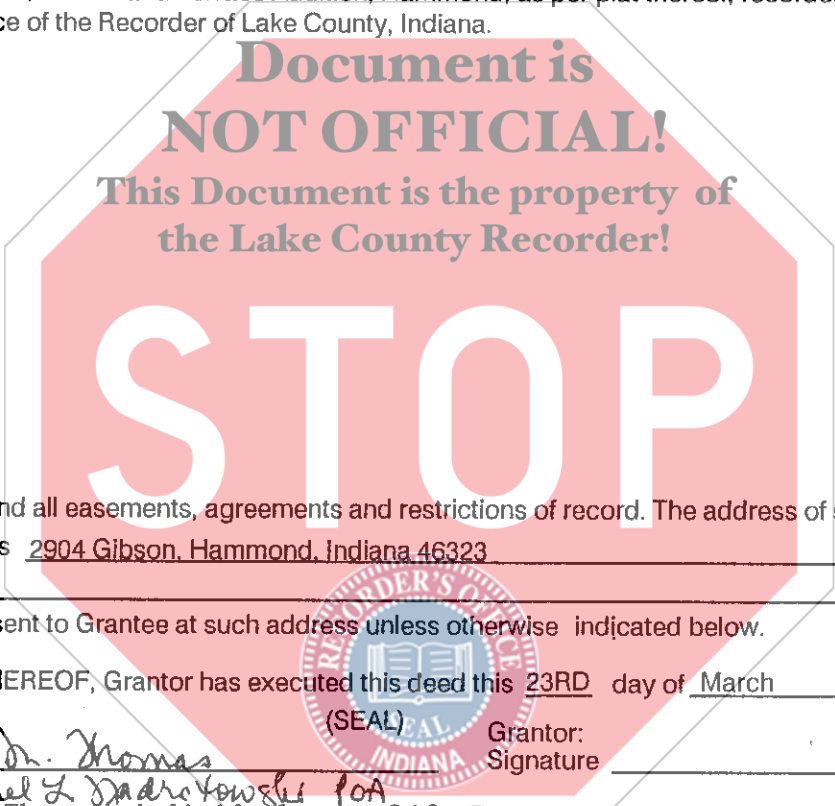 ce of the Recorder of Lake County, Indiana.
Document is
NOT OFFICIAL!
This Document is the property of
the Lake County Recorder!
STOP
nd all easements, agreements and restrictions of record. The address of
s 2904 Gibson, Hammond, Indiana 46323
sent to Grantee at such address unless otherwise indicated below.
HEREOF, Grantor has executed this deed this 23RD day of March
(SEAL)
Grantor:
Signature
M. Thomas
POA
RECORDER'S OFFICE
SEAL
INDIANA